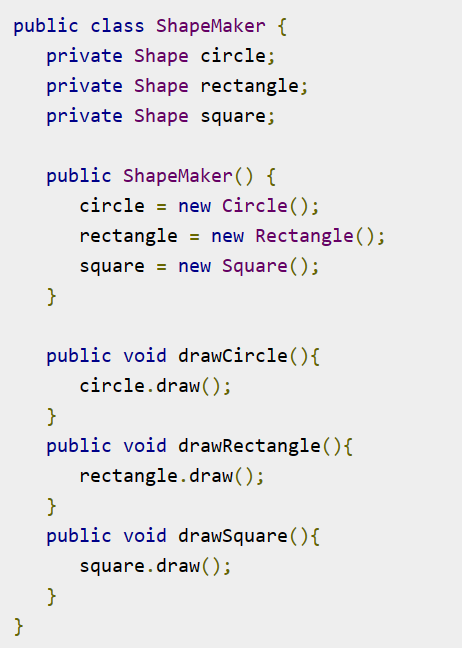 public class ShapeMaker {
   private Shape circle;
   private Shape rectangle;
   private Shape square;

   public ShapeMaker() {
      circle = new Circle();
      rectangle = new Rectangle();
      square = new Square();
   }

   public void drawCircle(){
      circle.draw();
   }
   public void drawRectangle(){
      rectangle.draw();
   }
   public void drawSquare(){
      square.draw();
   }
}